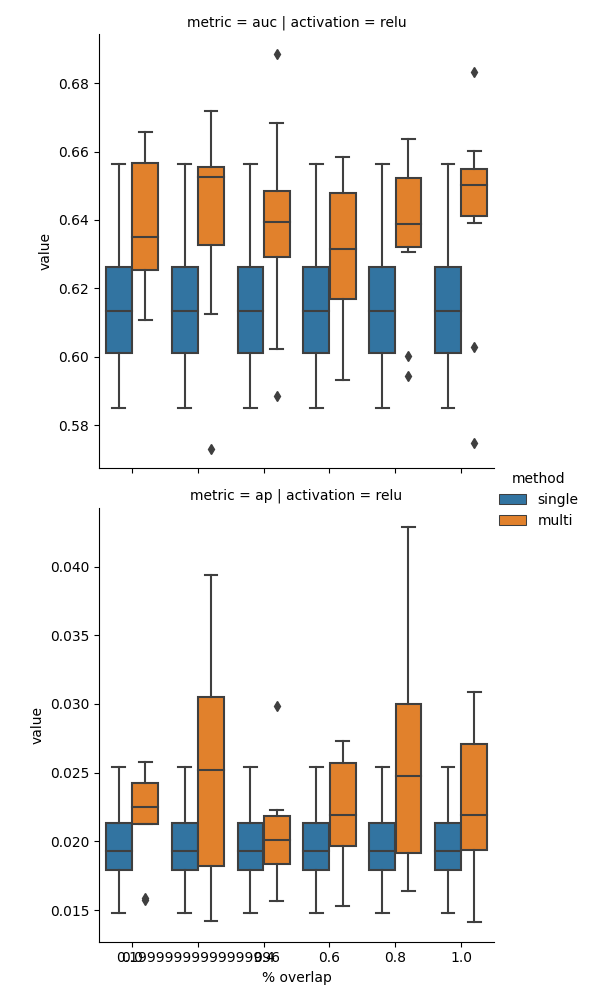 metric = auc | activation = relu
0.68
0.66
0.64
0.62
0.60
0.58
value
method
single
multi
metric = ap | activation = relu
0.040
0.035
0.030
0.025
0.020
0.015
value
0.6 0.8 1.0
% overlap